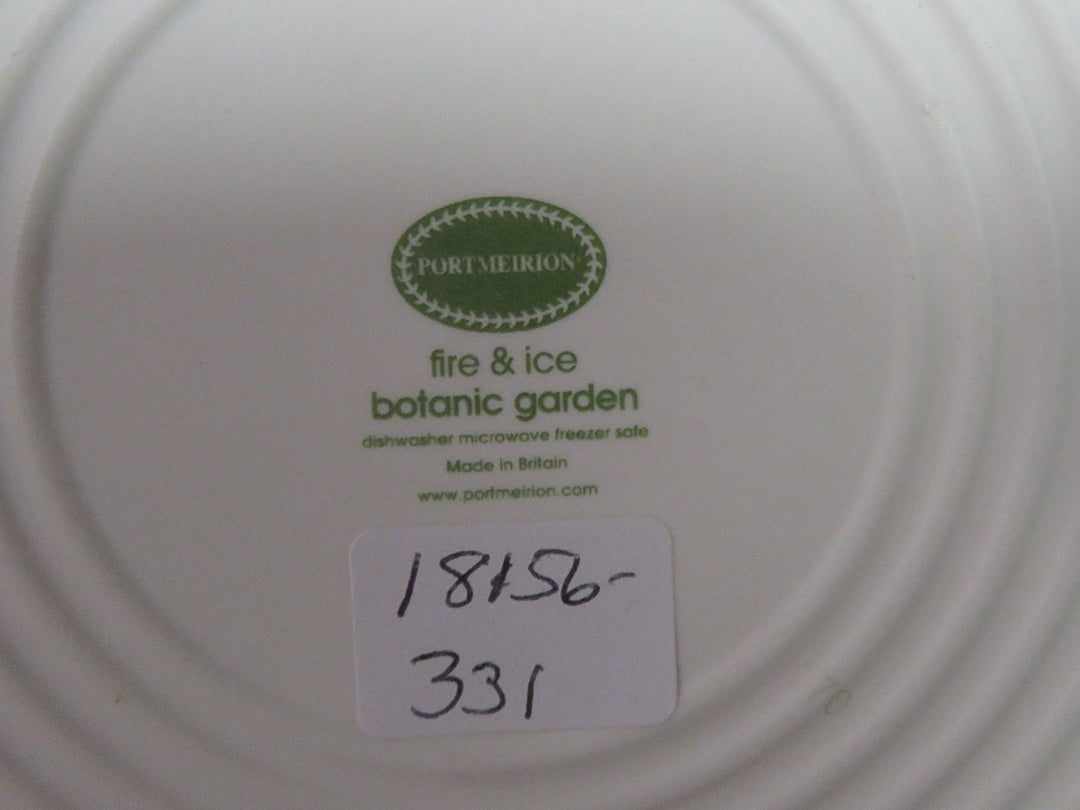 PORTMEIRION
fire & ice
botanic garden
dishwasher microwave freezer safe
Made in Britain
www.portmeirion.com
18156-
331